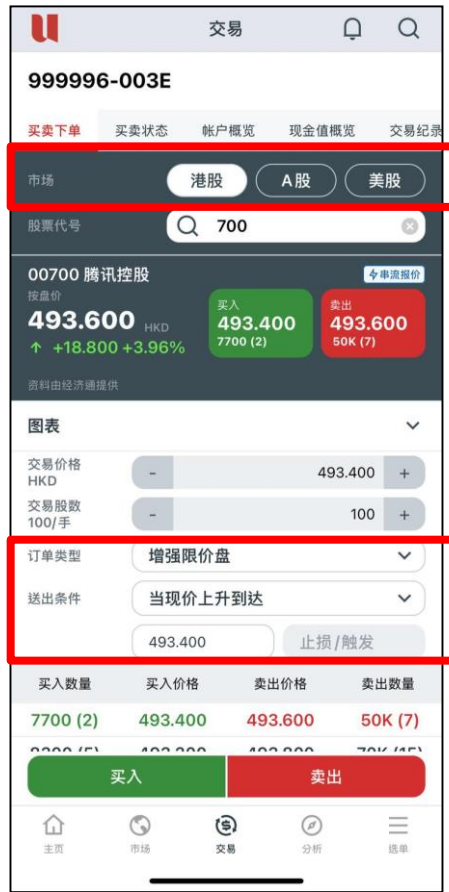 交易
999996-003E
买卖下单 买卖状态 帐户概览 现金值概览 交易纪录
市场 港股 A股 美股
股票代号 700
00700 腾讯控股 串流报价
按盘价 买入 卖出
493.600 HKD 493.400 493.600
↑ +18.800 +3.96% 7700 (2) 50K (7)
资料由经济通提供
图表
交易价格 HKD - 493.400 +
交易股数 100/手 - 100 +
订单类型 增强限价盘
送出条件 当现价上升到达
493.400 止损/触发
买入数量 买入价格 卖出价格 卖出数量
7700 (2) 493.400 493.600 50K (7)
买入 卖出
主页 市场 交易 分析 选单